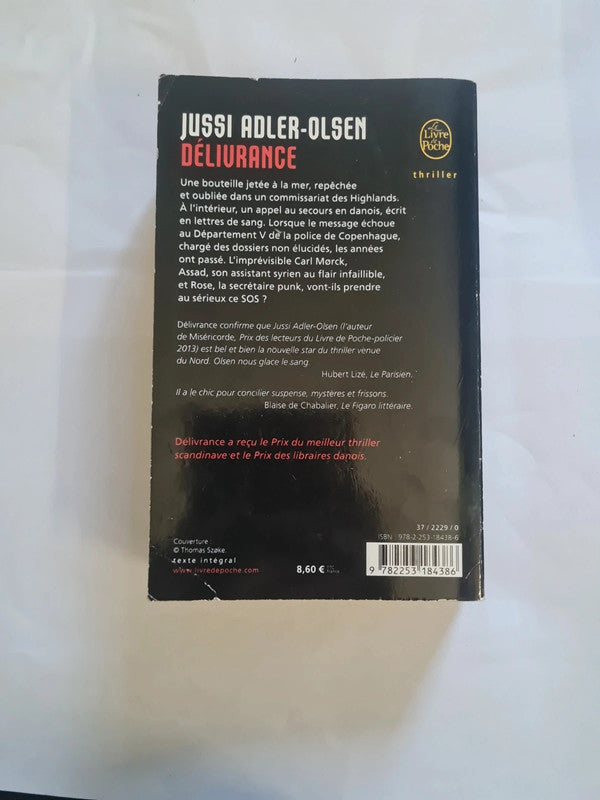 JUSSI ADLER-OLSEN
DÉLIVRANCE
Le
Livre
de
Poche
thriller
Une bouteille jetée à la mer, repêchée
et oubliée dans un commissariat des Highlands.
À l'intérieur, un appel au secours en danois, écrit
en lettres de sang. Lorsque le message échoue
au Département V de la police de Copenhague,
chargé des dossiers non élucidés, les années
ont passé. L'imprévisible Carl Mørck,
Assad, son assistant syrien au flair infaillible,
et Rose, la secrétaire punk, vont-ils prendre
au sérieux ce SOS ?
Délivrance confirme que Jussi Adler-Olsen (l'auteur
de Miséricorde, Prix des lecteurs du Livre de Poche-policier
2013) est bel et bien la nouvelle star du thriller venue
du Nord. Olsen nous glace le sang.
Hubert Lizé, Le Parisien.
Il a le chic pour concilier suspense, mystères et frissons.
Blaise de Chabalier, Le Figaro littéraire.
Délivrance a reçu le Prix du meilleur thriller
scandinave et le Prix des libraires danois.
Couverture :
© Thomas Szøke.
texte intégral
www.livredepoche.com
8,60 €
France
37 / 2229 / 0
ISBN : 978-2-253-18438-6
9 782253 184386